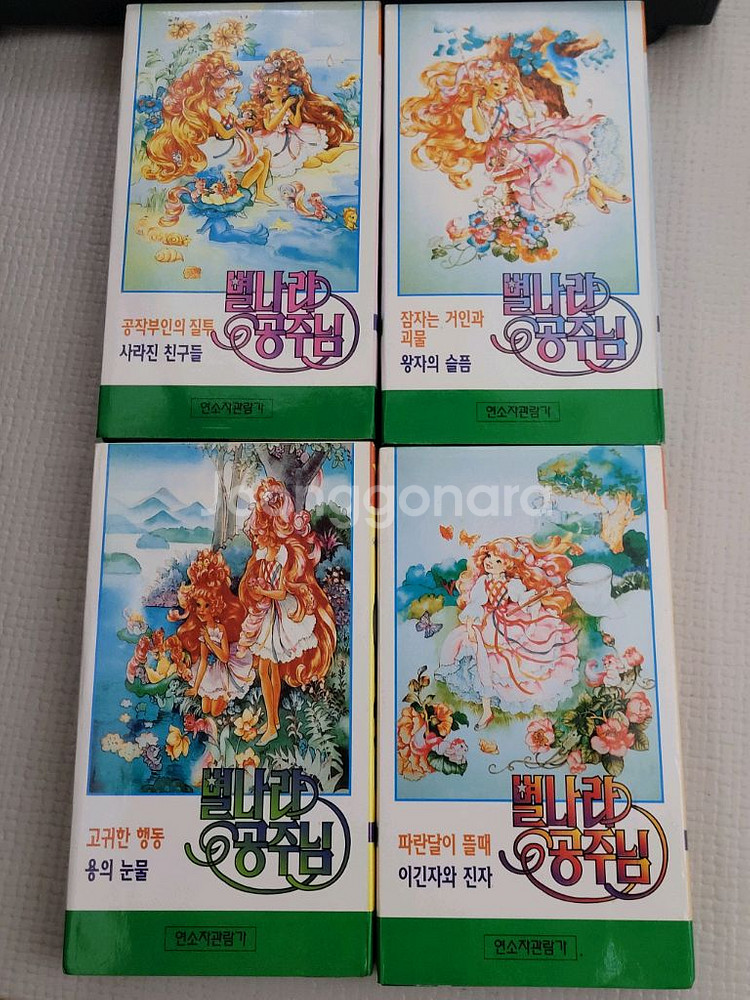 별나라
공주님
공작부인의 질투
사라진 친구들
연소자관람가
별나라
공주님
잠자는 거인과
괴물
왕자의 슬픔
연소자관람가
Joonggonara
별나라
공주님
고귀한 행동
용의 눈물
연소자관람가
별나라
공주님
파란달이 뜰때
이긴자와 진자
연소자관람가